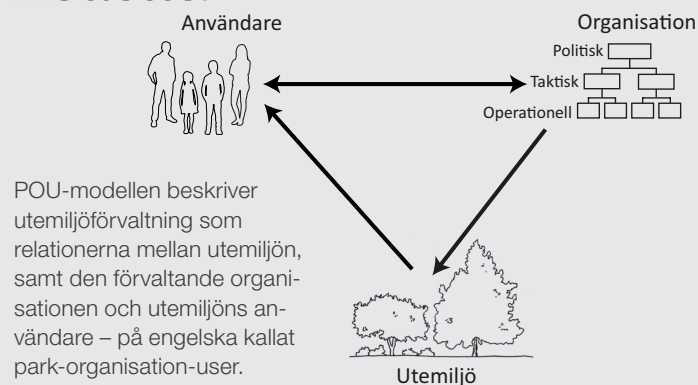 Användare
Organisation
Politisk
Taktisk
Operationell
POU-modellen beskriver
utemiljöförvaltning som
relationerna mellan utemiljön,
samt den förvaltande organi-
sationen och utemiljöns an-
vändare – på engelska kallat
park-organisation-user.
Utemiljö